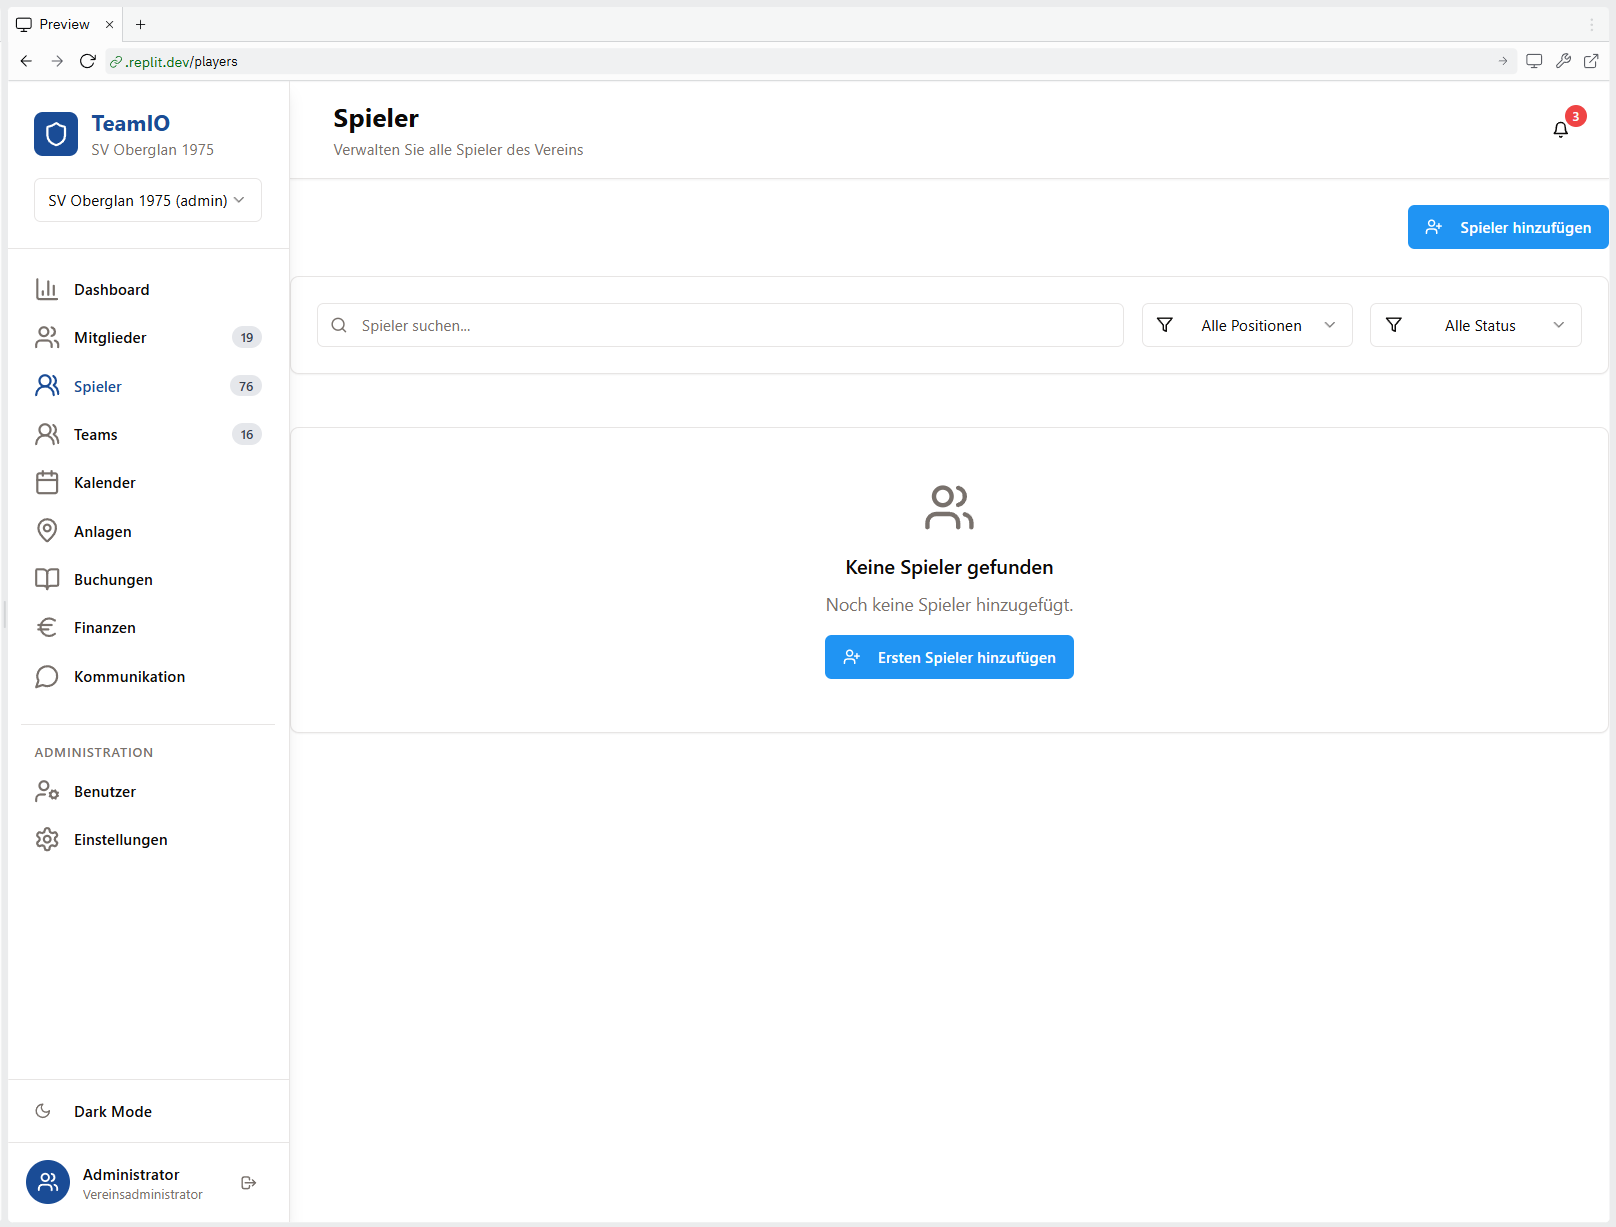 Preview
.replit.dev/players
TeamIO
SV Oberglan 1975
SV Oberglan 1975 (admin)
Dashboard
Mitglieder 19
Spieler 76
Teams 16
Kalender
Anlagen
Buchungen
Finanzen
Kommunikation
ADMINISTRATION
Benutzer
Einstellungen
Dark Mode
Administrator
Vereinsadministrator
Spieler
Verwalten Sie alle Spieler des Vereins
3
Spieler hinzufügen
Spieler suchen...
Alle Positionen
Alle Status
Keine Spieler gefunden
Noch keine Spieler hinzugefügt.
Ersten Spieler hinzufügen